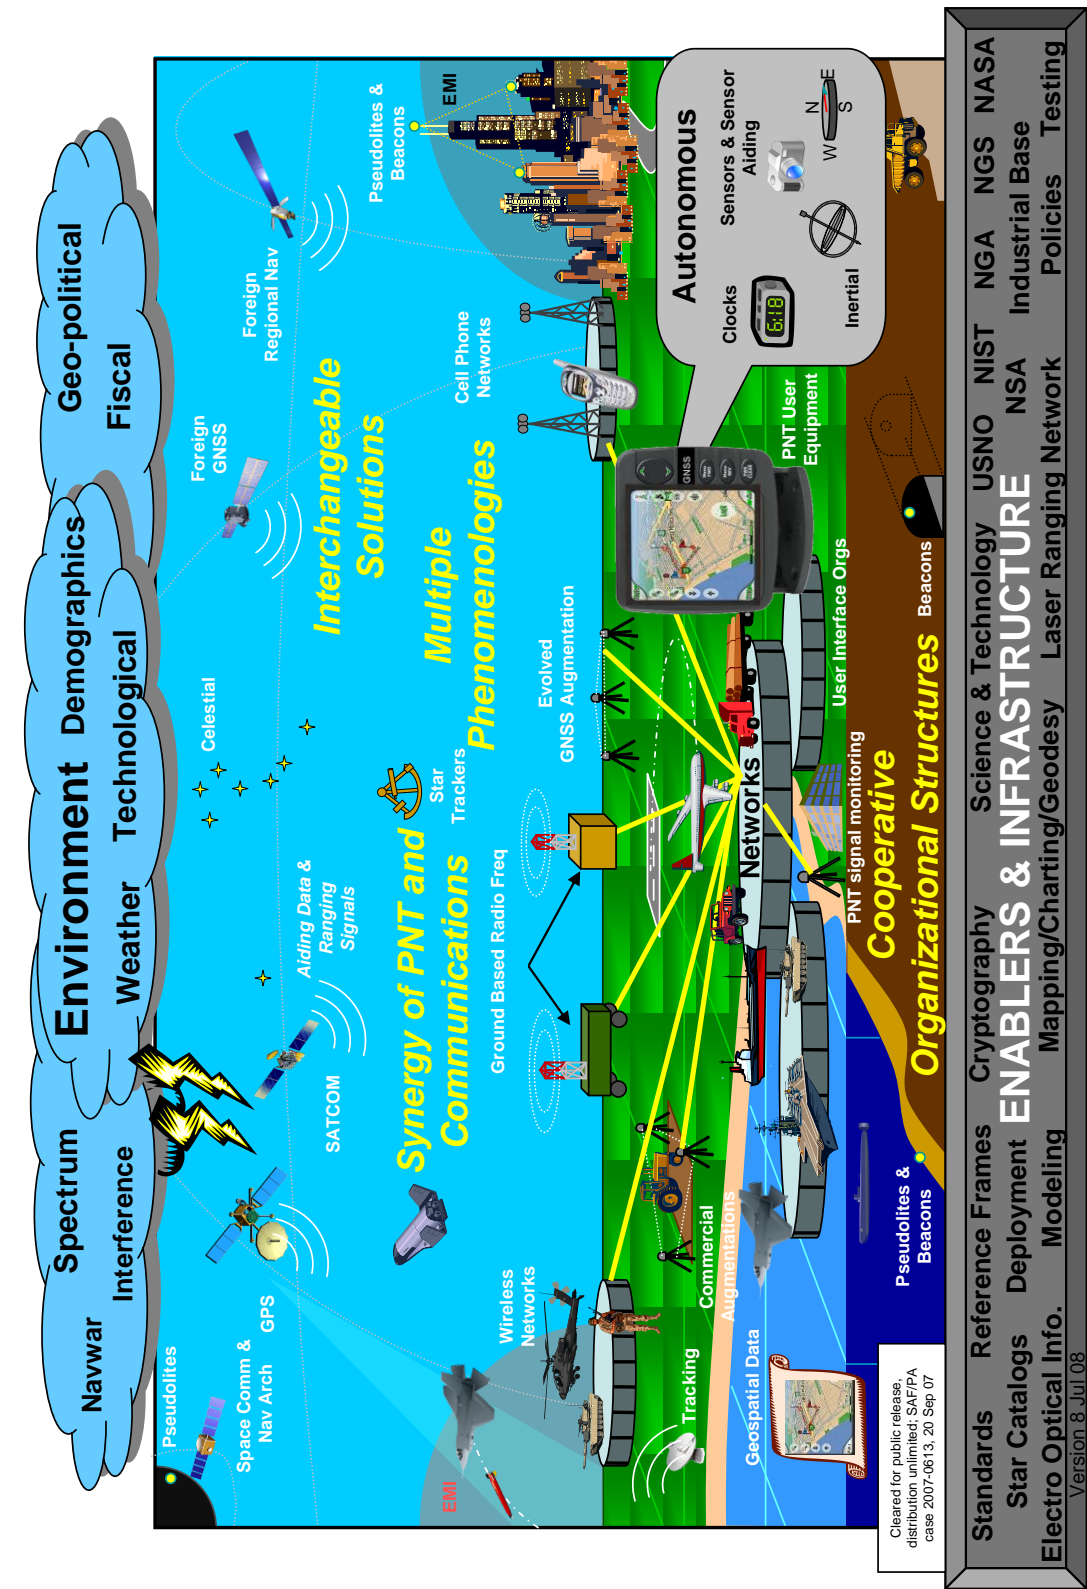 Environment
Navwar
Spectrum
Interference
Weather
Technological
Demographics
Fiscal
Geo-political
Pseudolites
Space Comm &
Nav Arch
GPS
SATCOM
Aiding Data &
Ranging
Signals
Celestial
Foreign
GNSS
Foreign
Regional Nav
Pseudolites &
Beacons
EMI
Synergy of PNT and
Communications
Star
Trackers
Interchangeable
Solutions
Multiple
Phenomenologies
Cell Phone
Networks
EMI
Wireless
Networks
Ground Based Radio Freq
Evolved
GNSS Augmentation
Autonomous
Clocks
Sensors & Sensor
Aiding
6:18
Inertial
N
W
E
S
GNSS
PNT User
Equipment
Tracking
Commercial
Augmentations
Networks
Geospatial Data
User Interface Orgs
PNT signal monitoring
Pseudolites &
Beacons
Beacons
Cooperative
Organizational Structures
Cleared for public release,
distribution unlimited; SAF/PA
case 2007-0613, 20 Sep 07
Standards Reference Frames Cryptography Science & Technology USNO NIST NGA NGS NASA
Star Catalogs Deployment ENABLERS & INFRASTRUCTURE NSA Industrial Base
Electro Optical Info. Modeling Mapping/Charting/Geodesy Laser Ranging Network Policies Testing
Version 8 Jul 08